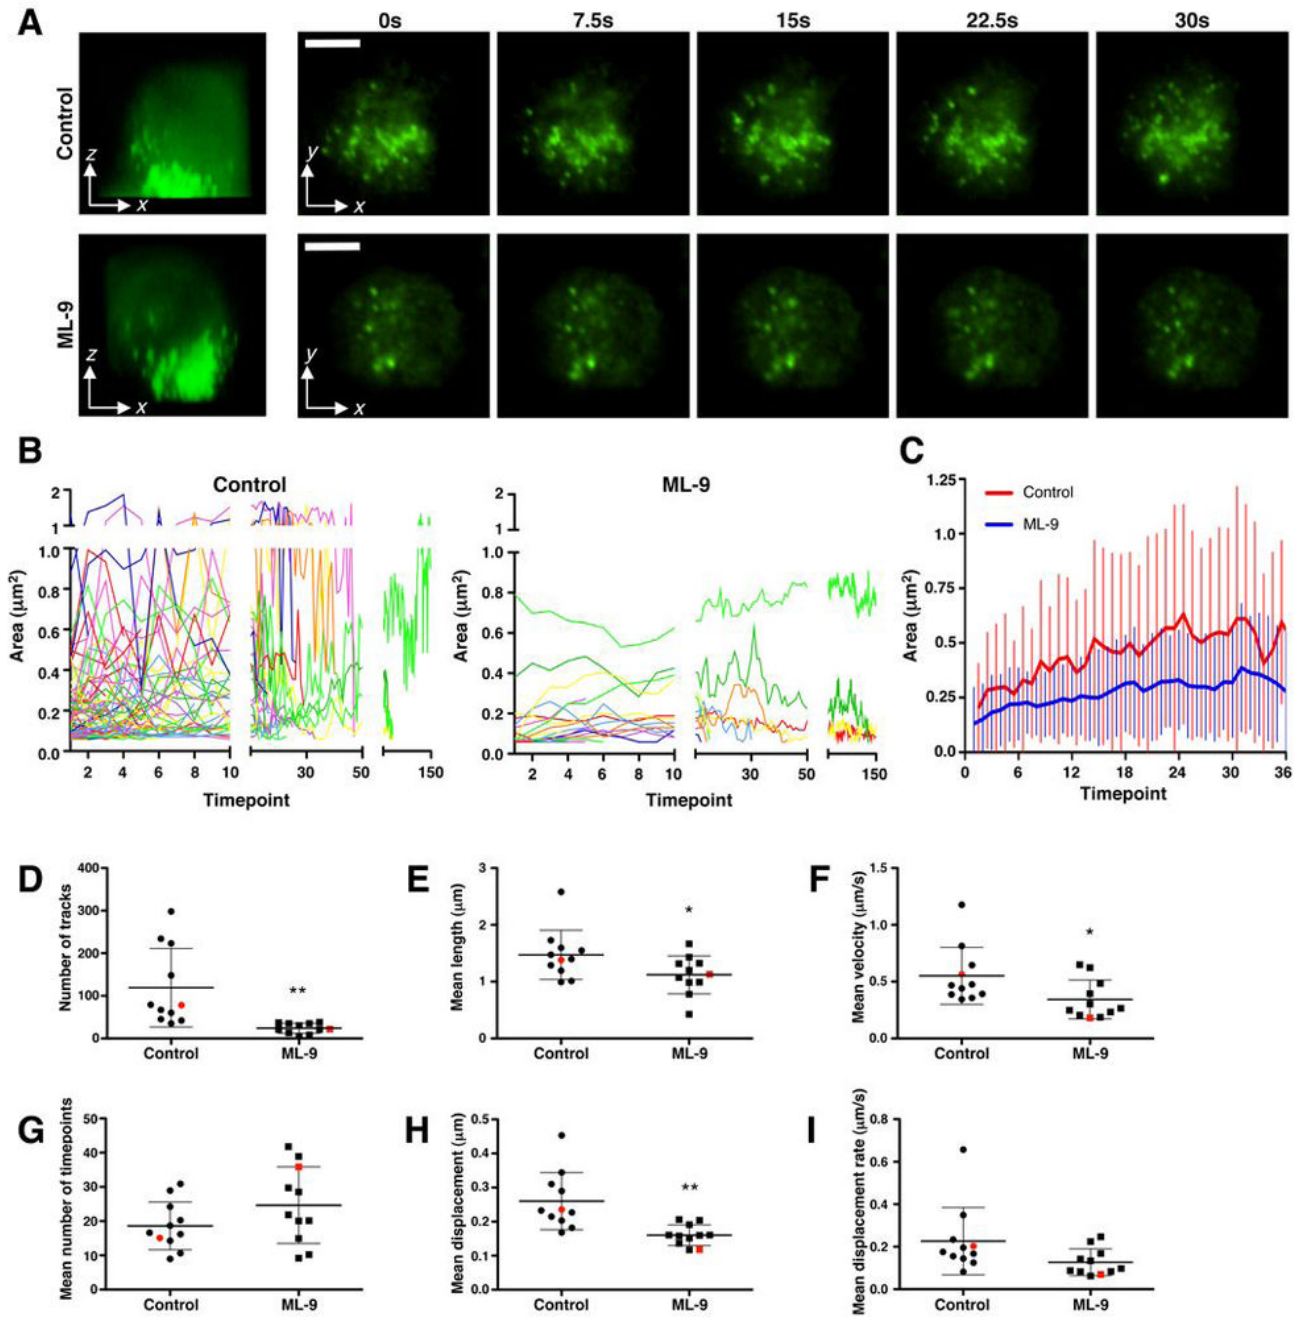 A
0s 7.5s 15s 22.5s 30s
Control
z
x
y
x
ML-9
z
x
y
x
B
Control
Area (μm²)
2
1
1.0
0.8
0.6
0.4
0.2
0.0
2 4 6 8 10 30 50 150
Timepoint
ML-9
Area (μm²)
2
1
1.0
0.8
0.6
0.4
0.2
0.0
2 4 6 8 10 30 50 150
Timepoint
C
Control
ML-9
Area (μm²)
1.25
1.0
0.75
0.5
0.25
0.0
0 6 12 18 24 30 36
Timepoint
D
Number of tracks
400
300
200
100
0
**
Control ML-9
E
Mean length (μm)
3
2
1
0
*
Control ML-9
F
Mean velocity (μm/s)
1.5
1.0
0.5
0.0
*
Control ML-9
G
Mean number of timepoints
50
40
30
20
10
0
Control ML-9
H
Mean displacement (μm)
0.5
0.4
0.3
0.2
0.1
0.0
**
Control ML-9
I
Mean displacement rate (μm/s)
0.8
0.6
0.4
0.2
0.0
Control ML-9